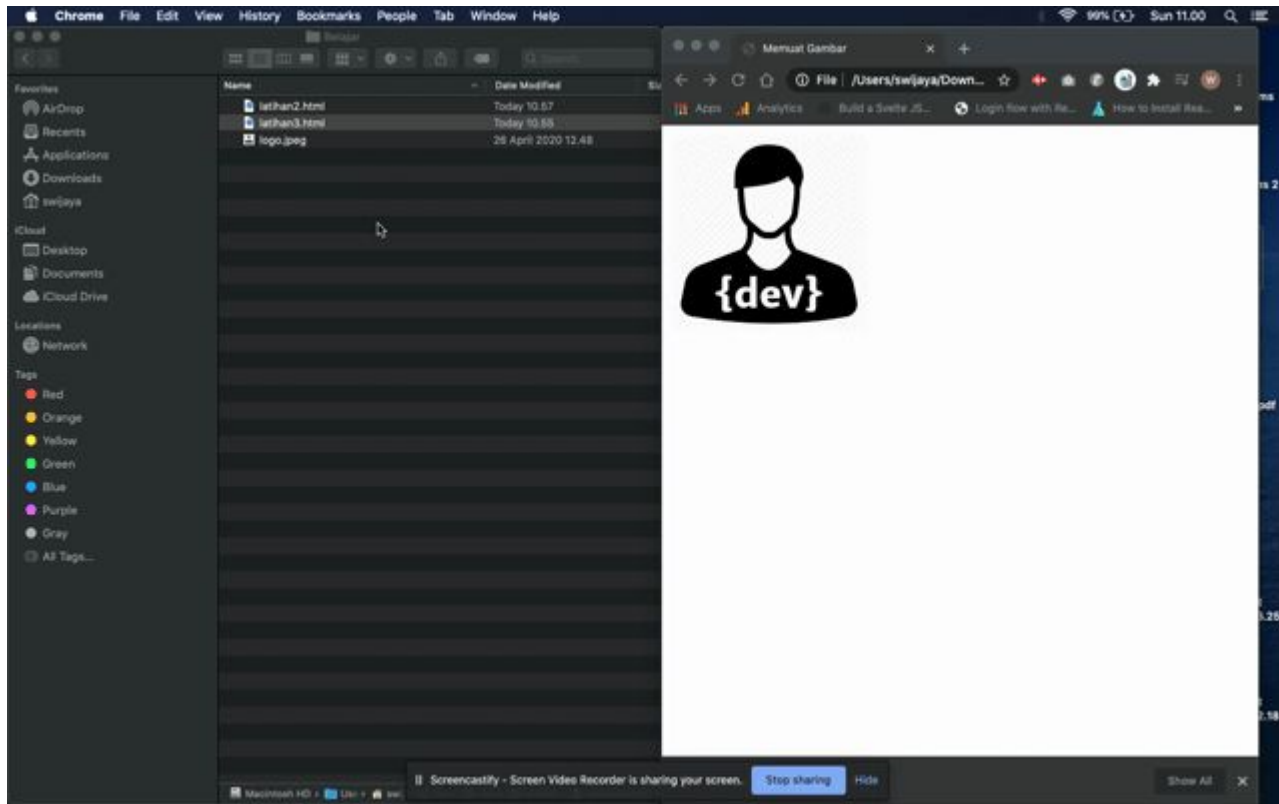 Chrome File Edit View History Bookmarks People Tab Window Help
99% Sun 11.00
Belajar
Search
Favorites
AirDrop
Recents
Applications
Downloads
swijaya
iCloud
Desktop
Documents
iCloud Drive
Locations
Network
Tags
Red
Orange
Yellow
Green
Blue
Purple
Gray
All Tags...
Name Date Modified
latihan2.html Today 10.57
latihan3.html Today 10.55
logo.jpeg 26 April 2020 12.48
Macintosh HD
Memuat Gambar
File | /Users/swijaya/Down...
W
Apps Analytics Build a Svelte JS... Login flow with Re... How to Install Rea...
{dev}
Screencastify - Screen Video Recorder is sharing your screen. Stop sharing Hide
Show All
pdf